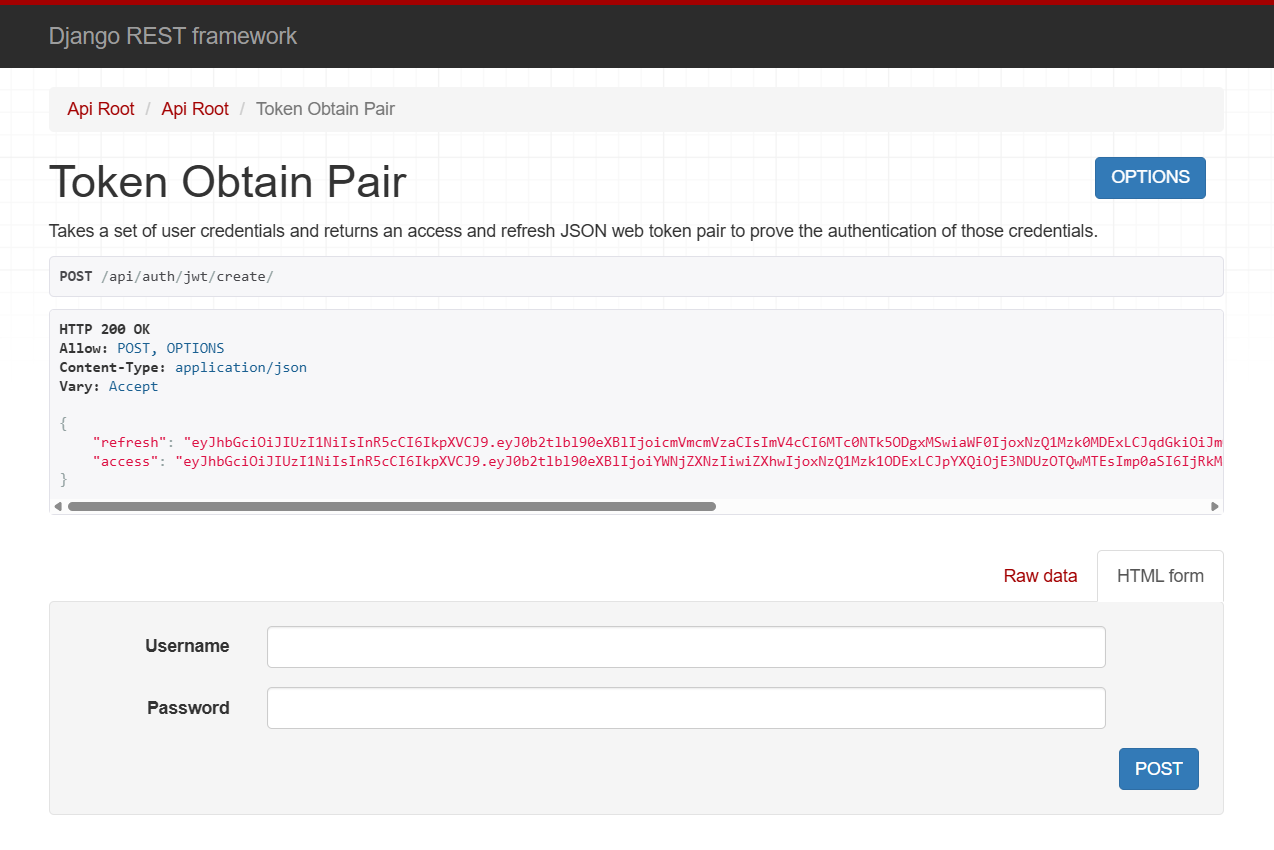 Django REST framework
Api Root / Api Root / Token Obtain Pair
Token Obtain Pair
OPTIONS
Takes a set of user credentials and returns an access and refresh JSON web token pair to prove the authentication of those credentials.
POST /api/auth/jwt/create/
HTTP 200 OK
Allow: POST, OPTIONS
Content-Type: application/json
Vary: Accept
{
"refresh": "eyJhbGciOiJIUzI1NiIsInR5cCI6IkpXVCJ9.eyJ0b2tlbl90eXBlIjoicmVmcmVzaCIsImV4cCI6MTc0NTk5ODgxMSwiaWF0IjoxNzQ1Mzk0MDExLCJqdGkiOiJm
"access": "eyJhbGciOiJIUzI1NiIsInR5cCI6IkpXVCJ9.eyJ0b2tlbl90eXBlIjoiYWNjZXNzIiwiZXhwIjoxNzQ1Mzk1ODExLCJpYXQiOjE3NDUzOTQwMTEsImp0aSI6IjRkM
}
Raw data
HTML form
Username
Password
POST